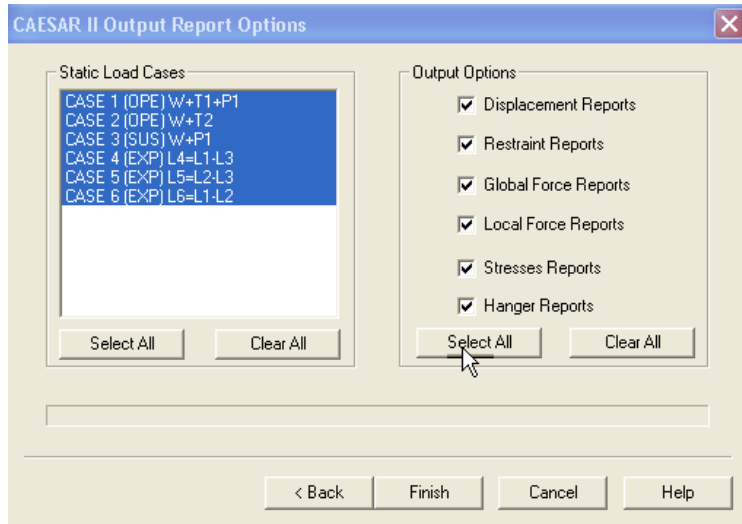 CAESAR II Output Report Options
Static Load Cases
CASE 1 (OPE) W+T1+P1
CASE 2 (OPE) W+T2
CASE 3 (SUS) W+P1
CASE 4 (EXP) L4=L1-L3
CASE 5 (EXP) L5=L2-L3
CASE 6 (EXP) L6=L1-L2
Select All
Clear All
Output Options
Displacement Reports
Restraint Reports
Global Force Reports
Local Force Reports
Stresses Reports
Hanger Reports
Select All
Clear All
< Back
Finish
Cancel
Help